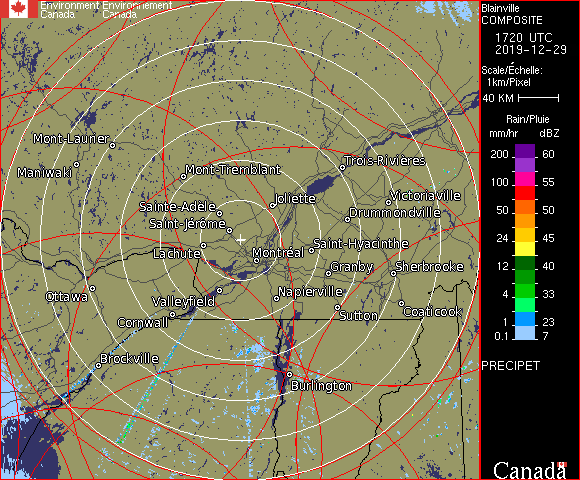 Environment Environnement
Canada Canada
Blainville
COMPOSITE
1720 UTC
2019-12-29
Scale/Échelle:
1km/Pixel
40 KM
Rain/Pluie
mm/hr dBZ
200 60
100 55
50 50
24 45
12 40
4 33
1 23
0.1 7
PRECIPET
Canada
Mont-Laurier
Maniwaki
Mont-Tremblant
Trois-Rivières
Sainte-Adele
Joliette
Victoriaville
Saint-Jérôme
Drummondville
Lachute
Montréal
Saint-Hyacinthe
Granby
Sherbrooke
Ottawa
Valleyfield
Napierville
Cornwall
Sutton
Coaticook
Brockville
Burlington